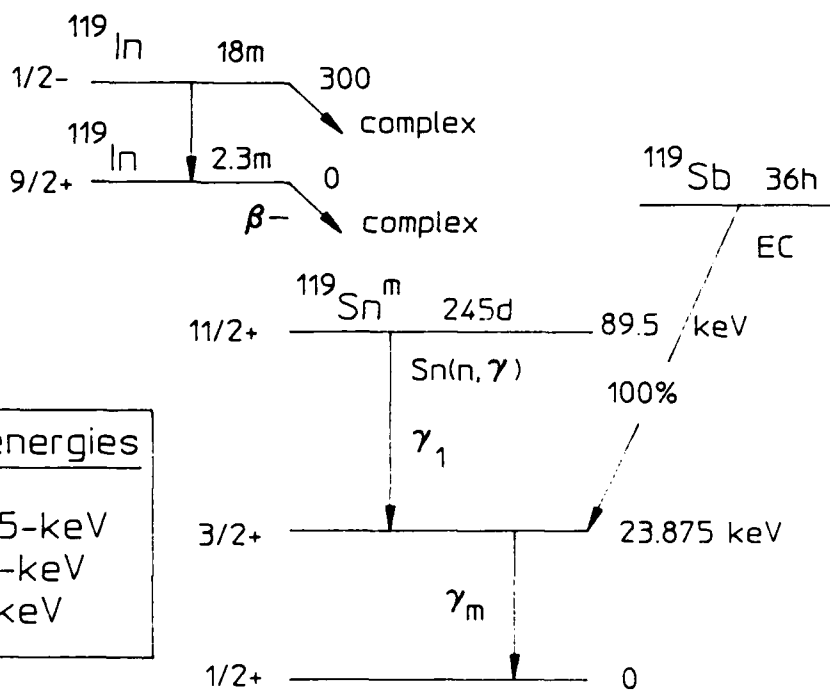 ¹¹⁹In 18m
1/2- 300
complex
¹¹⁹In 2.3m
9/2+ 0
β- complex
¹¹⁹Sb 36h
EC
¹¹⁹Snᵐ 245d
11/2+ 89.5 keV
Sn(n,γ)
100%
γ₁
energies
5-keV
-keV
keV
3/2+ 23.875 keV
γₘ
1/2+ 0